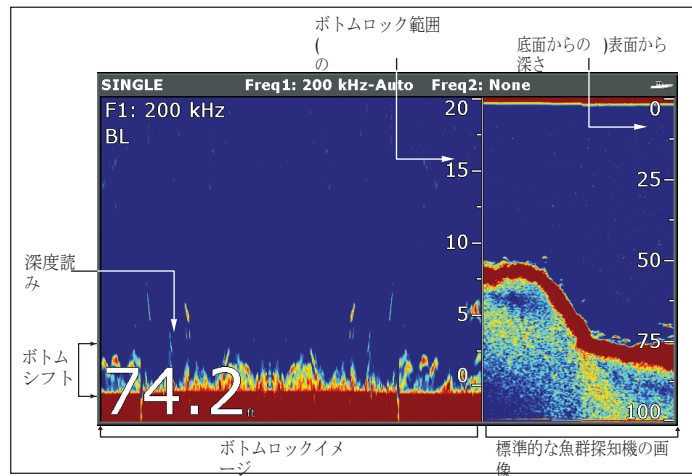 ボトムロック範囲
(
の
底面からの )表面から
深さ
SINGLE Freq1: 200 kHz-Auto Freq2: None
F1: 200 kHz
BL
20
15
10
5
0
0
25
50
75
100
深度読
み
ボトム
シフト
74.2 ft
ボトムロックイメ
ージ
標準的な魚群探知機の画
像